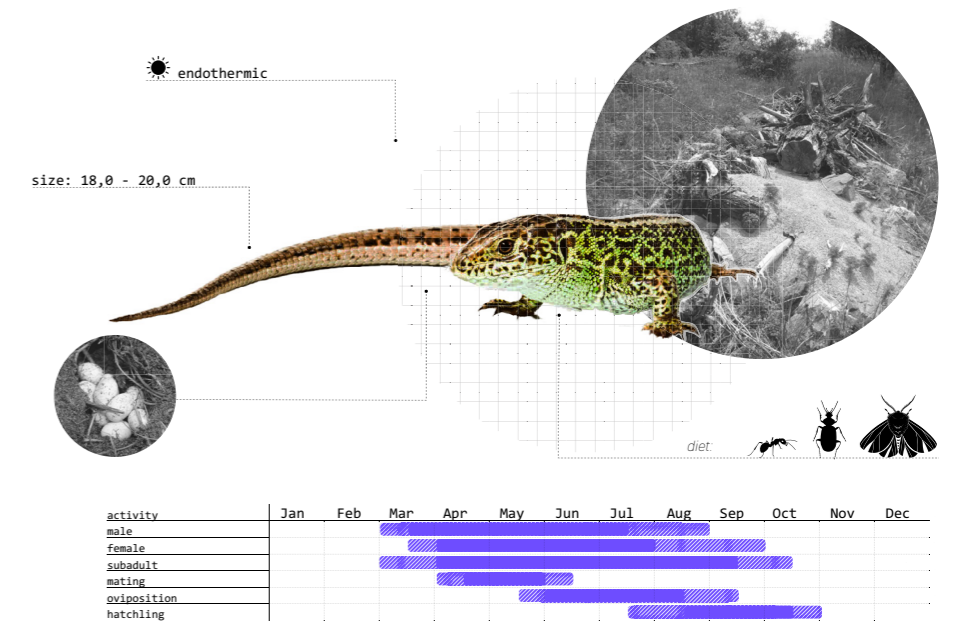 endothermic
size: 18,0 - 20,0 cm
diet:
activity Jan Feb Mar Apr May Jun Jul Aug Sep Oct Nov Dec
male
female
subadult
mating
oviposition
hatchling